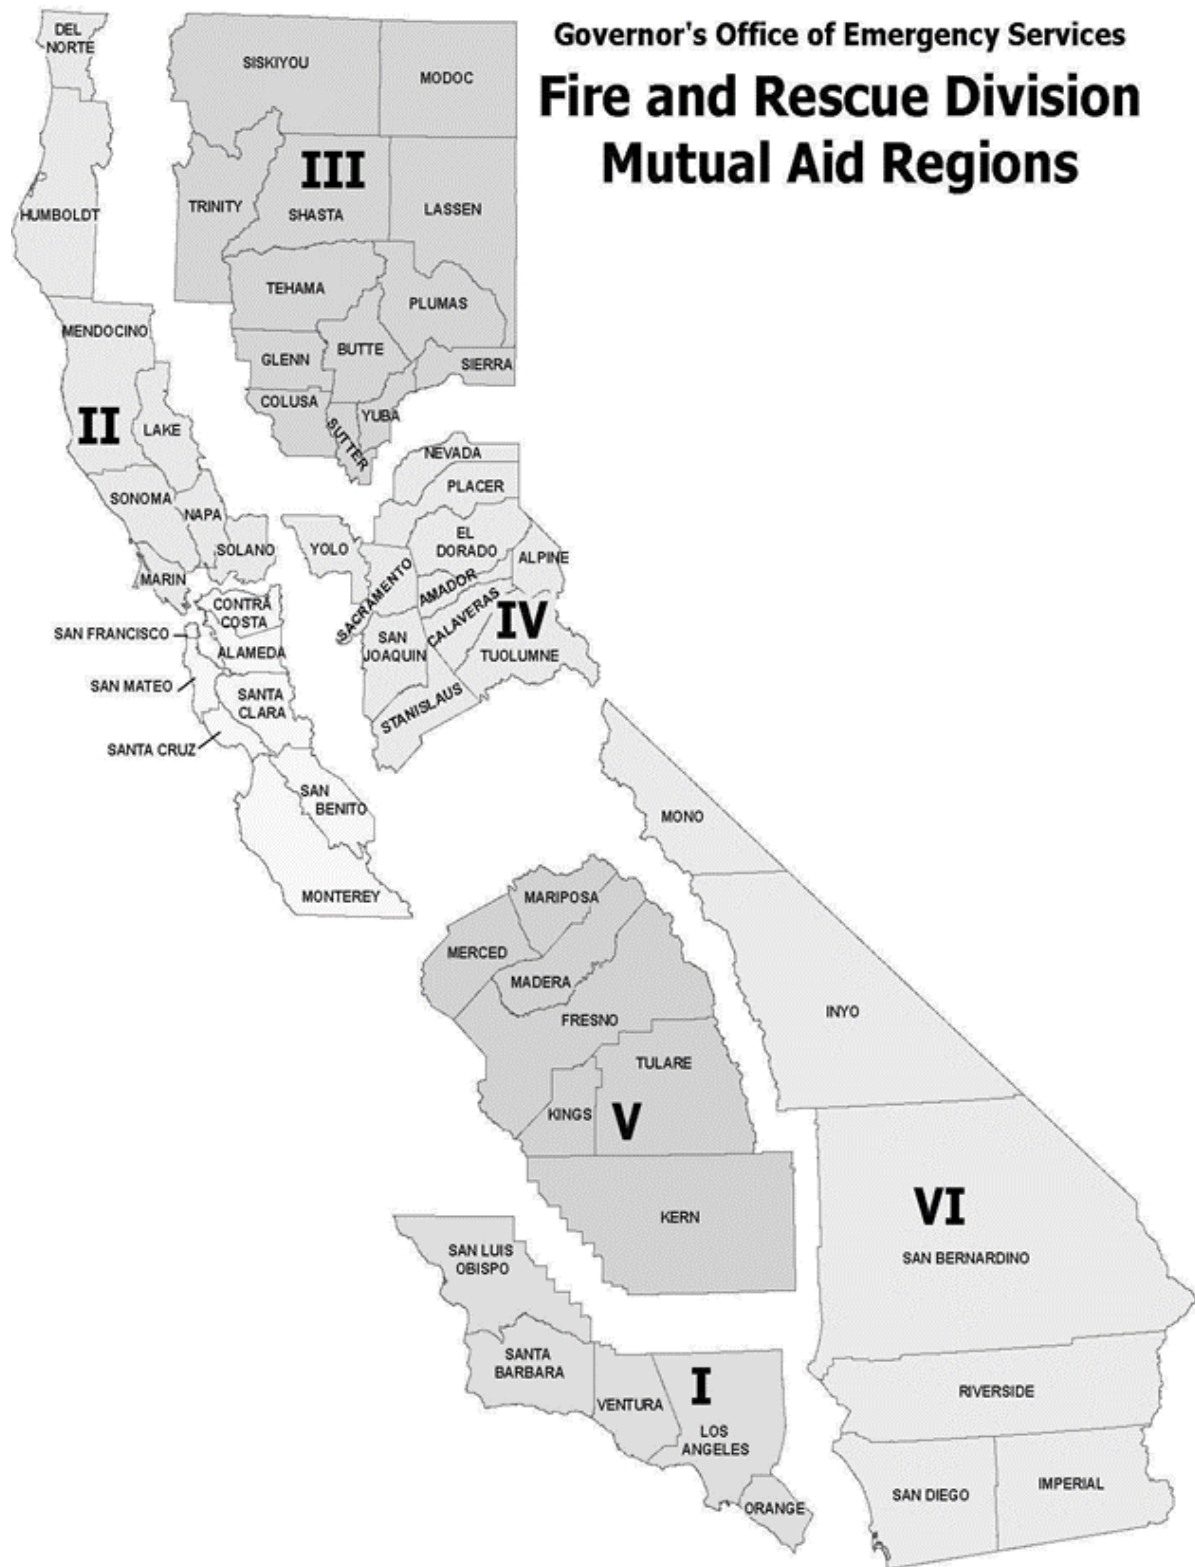 Governor's Office of Emergency Services
Fire and Rescue Division
Mutual Aid Regions
DEL
NORTE
HUMBOLDT
MENDOCINO
II
LAKE
SONOMA
NAPA
SOLANO
MARIN
CONTRA
COSTA
SAN FRANCISCO
ALAMEDA
SAN MATEO
SANTA
CLARA
SANTA CRUZ
SAN
BENITO
MONTEREY
SISKIYOU
MODOC
III
TRINITY
SHASTA
LASSEN
TEHAMA
PLUMAS
GLENN
BUTTE
SIERRA
COLUSA
YUBA
SUTTER
NEVADA
PLACER
YOLO
EL
DORADO
ALPINE
SACRAMENTO
AMADOR
CALAVERAS
IV
SAN
JOAQUIN
TUOLUMNE
STANISLAUS
MONO
INYO
VI
SAN BERNARDINO
RIVERSIDE
SAN DIEGO
IMPERIAL
MARIPOSA
MERCED
MADERA
FRESNO
TULARE
KINGS
V
KERN
SAN LUIS
OBISPO
SANTA
BARBARA
VENTURA
I
LOS
ANGELES
ORANGE